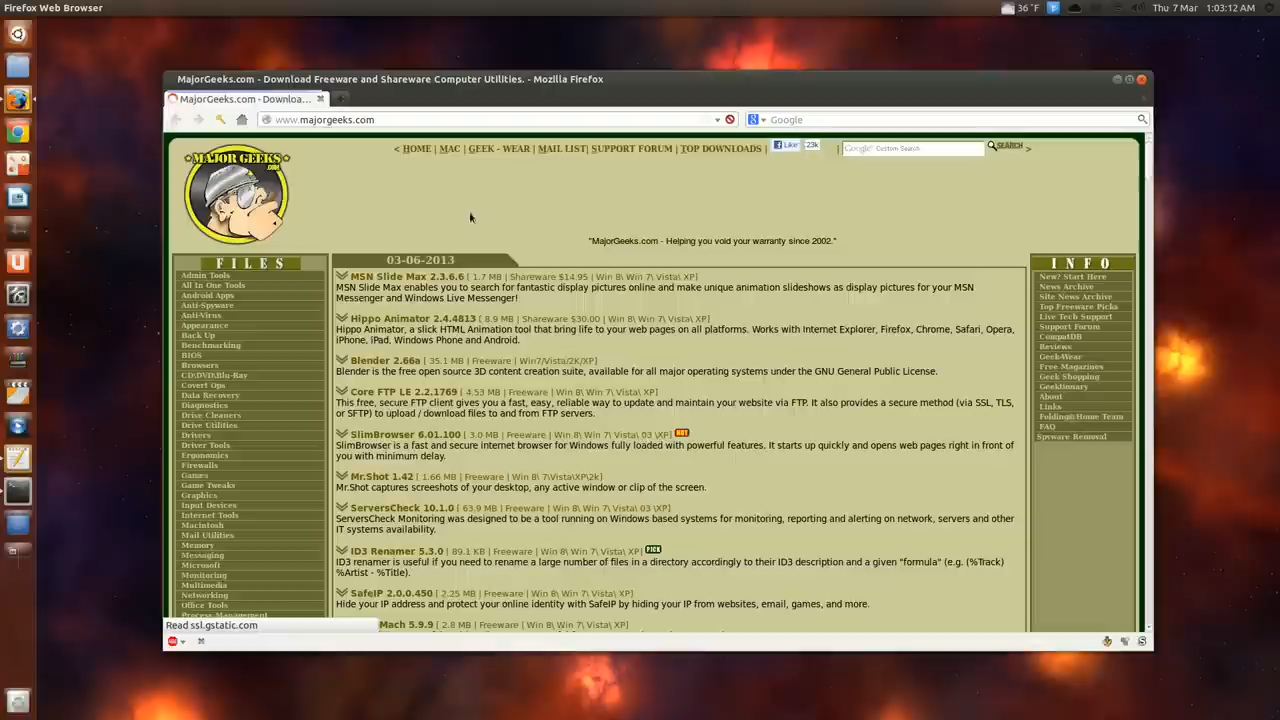 Firefox Web Browser
36 °F
Thu 7 Mar 1:03:12 AM
MajorGeeks.com - Download Freeware and Shareware Computer Utilities. - Mozilla Firefox
MajorGeeks.com - Downloa...
www.majorgeeks.com
Google
MAJOR GEEKS
.COM
< HOME | MAC | GEEK - WEAR | MAIL LIST| SUPPORT FORUM | TOP DOWNLOADS |
Like
23k
| Google Custom Search
SEARCH >
"MajorGeeks.com - Helping you void your warranty since 2002."
FILES
Admin Tools
All In One Tools
Android Apps
Anti-Spyware
Anti-Virus
Appearance
Back Up
Benchmarking
BIOS
Browsers
CD\DVD\Blu-Ray
Covert Ops
Data Recovery
Diagnostics
Drive Cleaners
Drive Utilities
Drivers
Driver Tools
Ergonomics
Firewalls
Games
Game Tweaks
Graphics
Input Devices
Internet Tools
Macintosh
Mail Utilities
Memory
Messaging
Microsoft
Monitoring
Multimedia
Networking
Office Tools
Process Management
03-06-2013
MSN Slide Max 2.3.6.6 [ 1.7 MB | Shareware $14.95 | Win 8\ Win 7\ Vista\ XP]
MSN Slide Max enables you to search for fantastic display pictures online and make unique animation slideshows as display pictures for your MSN
Messenger and Windows Live Messenger!
Hippo Animator 2.4.4813 [ 8.9 MB | Shareware $30.00 | Win 8\ Win 7\ Vista\ XP]
Hippo Animator, a slick HTML Animation tool that bring life to your web pages on all platforms. Works with Internet Explorer, Firefox, Chrome, Safari, Opera,
iPhone, iPad, Windows Phone and Android.
Blender 2.66a [ 35.1 MB | Freeware | Win7/Vista/2K/XP]
Blender is the free open source 3D content creation suite, available for all major operating systems under the GNU General Public License.
Core FTP LE 2.2.1769 [ 4.53 MB | Freeware | Win 8\ Win 7\ Vista\ XP]
This free, secure FTP client gives you a fast, easy, reliable way to update and maintain your website via FTP. It also provides a secure method (via SSL, TLS,
or SFTP) to upload / download files to and from FTP servers.
SlimBrowser 6.01.100 [ 3.0 MB | Freeware | Win 8\ Win 7\ Vista\ 03 \XP] HOT
SlimBrowser is a fast and secure internet browser for Windows fully loaded with powerful features. It starts up quickly and opens web pages right in front of
you with minimum delay.
Mr.Shot 1.42 [ 1.66 MB | Freeware | Win 8\ 7\Vista\XP\2k]
Mr.Shot captures screeshots of your desktop, any active window or clip of the screen.
ServersCheck 10.1.0 [ 63.9 MB | Freeware | Win 8\ Win 7\ Vista\ 03 \XP]
ServersCheck Monitoring was designed to be a tool running on Windows based systems for monitoring, reporting and alerting on network, servers and other
IT systems availability.
ID3 Renamer 5.3.0 [ 89.1 KB | Freeware | Win 8\ Win 7\ Vista\ XP] PICK
ID3 renamer is useful if you need to rename a large number of files in a directory accordingly to their ID3 description and a given "formula" (e.g. (%Track)
%Artist - %Title).
SafeIP 2.0.0.450 [ 2.25 MB | Freeware | Win 8\ Win 7\ Vista\ XP]
Hide your IP address and protect your online identity with SafeIP by hiding your IP from websites, email, games, and more.
Mach 5.9.9 [ 2.8 MB | Freeware | Win 8\ Win 7\ Vista\ XP]
INFO
New? Start Here
News Archive
Site News Archive
Top Freeware Picks
Live Tech Support
Support Forum
CompatDB
Reviews
GeekWear
Free Magazines
Geek Shopping
Geektionary
About
Links
Folding@Home Team
FAQ
Spyware Removal
Read ssl.gstatic.com